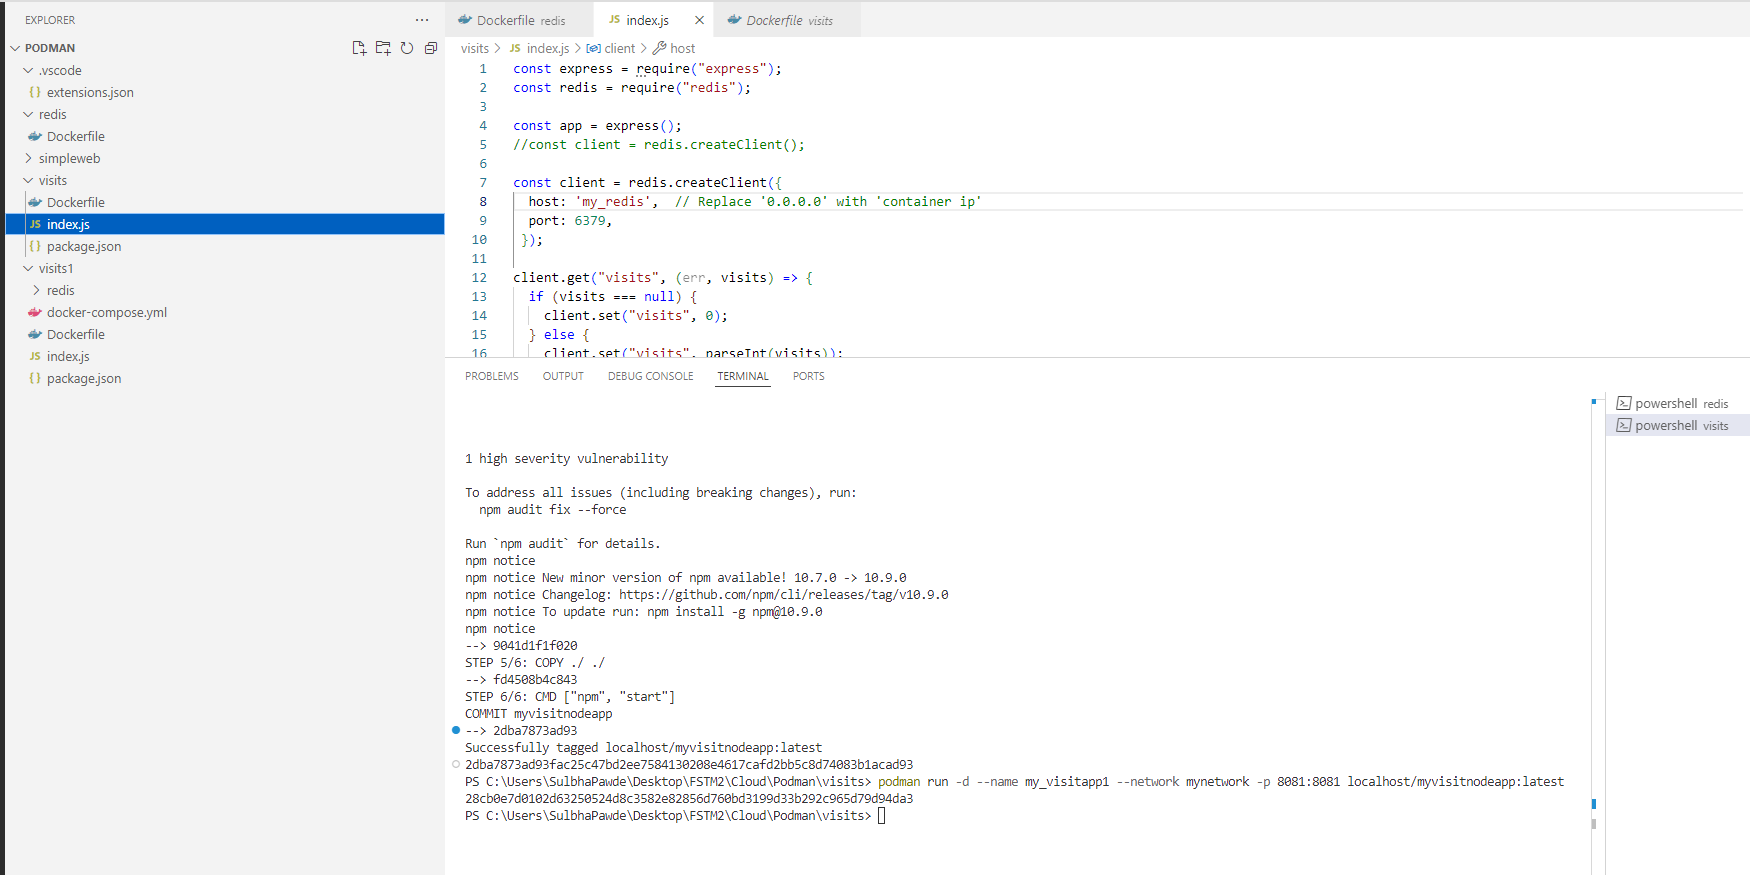 EXPLORER
PODMAN
.vscode
{} extensions.json
redis
Dockerfile
simpleweb
visits
Dockerfile
JS index.js
{} package.json
visits1
redis
docker-compose.yml
Dockerfile
JS index.js
{} package.json
Dockerfile redis
JS index.js
Dockerfile visits
visits > JS index.js > client > host
1 const express = require("express");
2 const redis = require("redis");
3
4 const app = express();
5 //const client = redis.createClient();
6
7 const client = redis.createClient({
8 host: 'my_redis',  // Replace '0.0.0.0' with 'container ip'
9 port: 6379,
10 });
11
12 client.get("visits", (err, visits) => {
13 if (visits === null) {
14 client.set("visits", 0);
15 } else {
16 client.set("visits", parseInt(visits));
PROBLEMS OUTPUT DEBUG CONSOLE TERMINAL PORTS
1 high severity vulnerability
To address all issues (including breaking changes), run:
npm audit fix --force
Run `npm audit` for details.
npm notice
npm notice New minor version of npm available! 10.7.0 -> 10.9.0
npm notice Changelog: https://github.com/npm/cli/releases/tag/v10.9.0
npm notice To update run: npm install -g npm@10.9.0
npm notice
--> 9041d1f1f020
STEP 5/6: COPY ./ ./
--> fd4508b4c843
STEP 6/6: CMD ["npm", "start"]
COMMIT myvisitnodeapp
--> 2dba7873ad93
Successfully tagged localhost/myvisitnodeapp:latest
2dba7873ad93fac25c47bd2ee7584130208e4617cafd2bb5c8d74083b1acad93
PS C:\Users\SulbhaPawde\Desktop\FSTM2\Cloud\Podman\visits> podman run -d --name my_visitapp1 --network mynetwork -p 8081:8081 localhost/myvisitnodeapp:latest
28cb0e7d0102d63250524d8c3582e82856d760bd3199d33b292c965d79d94da3
PS C:\Users\SulbhaPawde\Desktop\FSTM2\Cloud\Podman\visits>
powershell redis
powershell visits